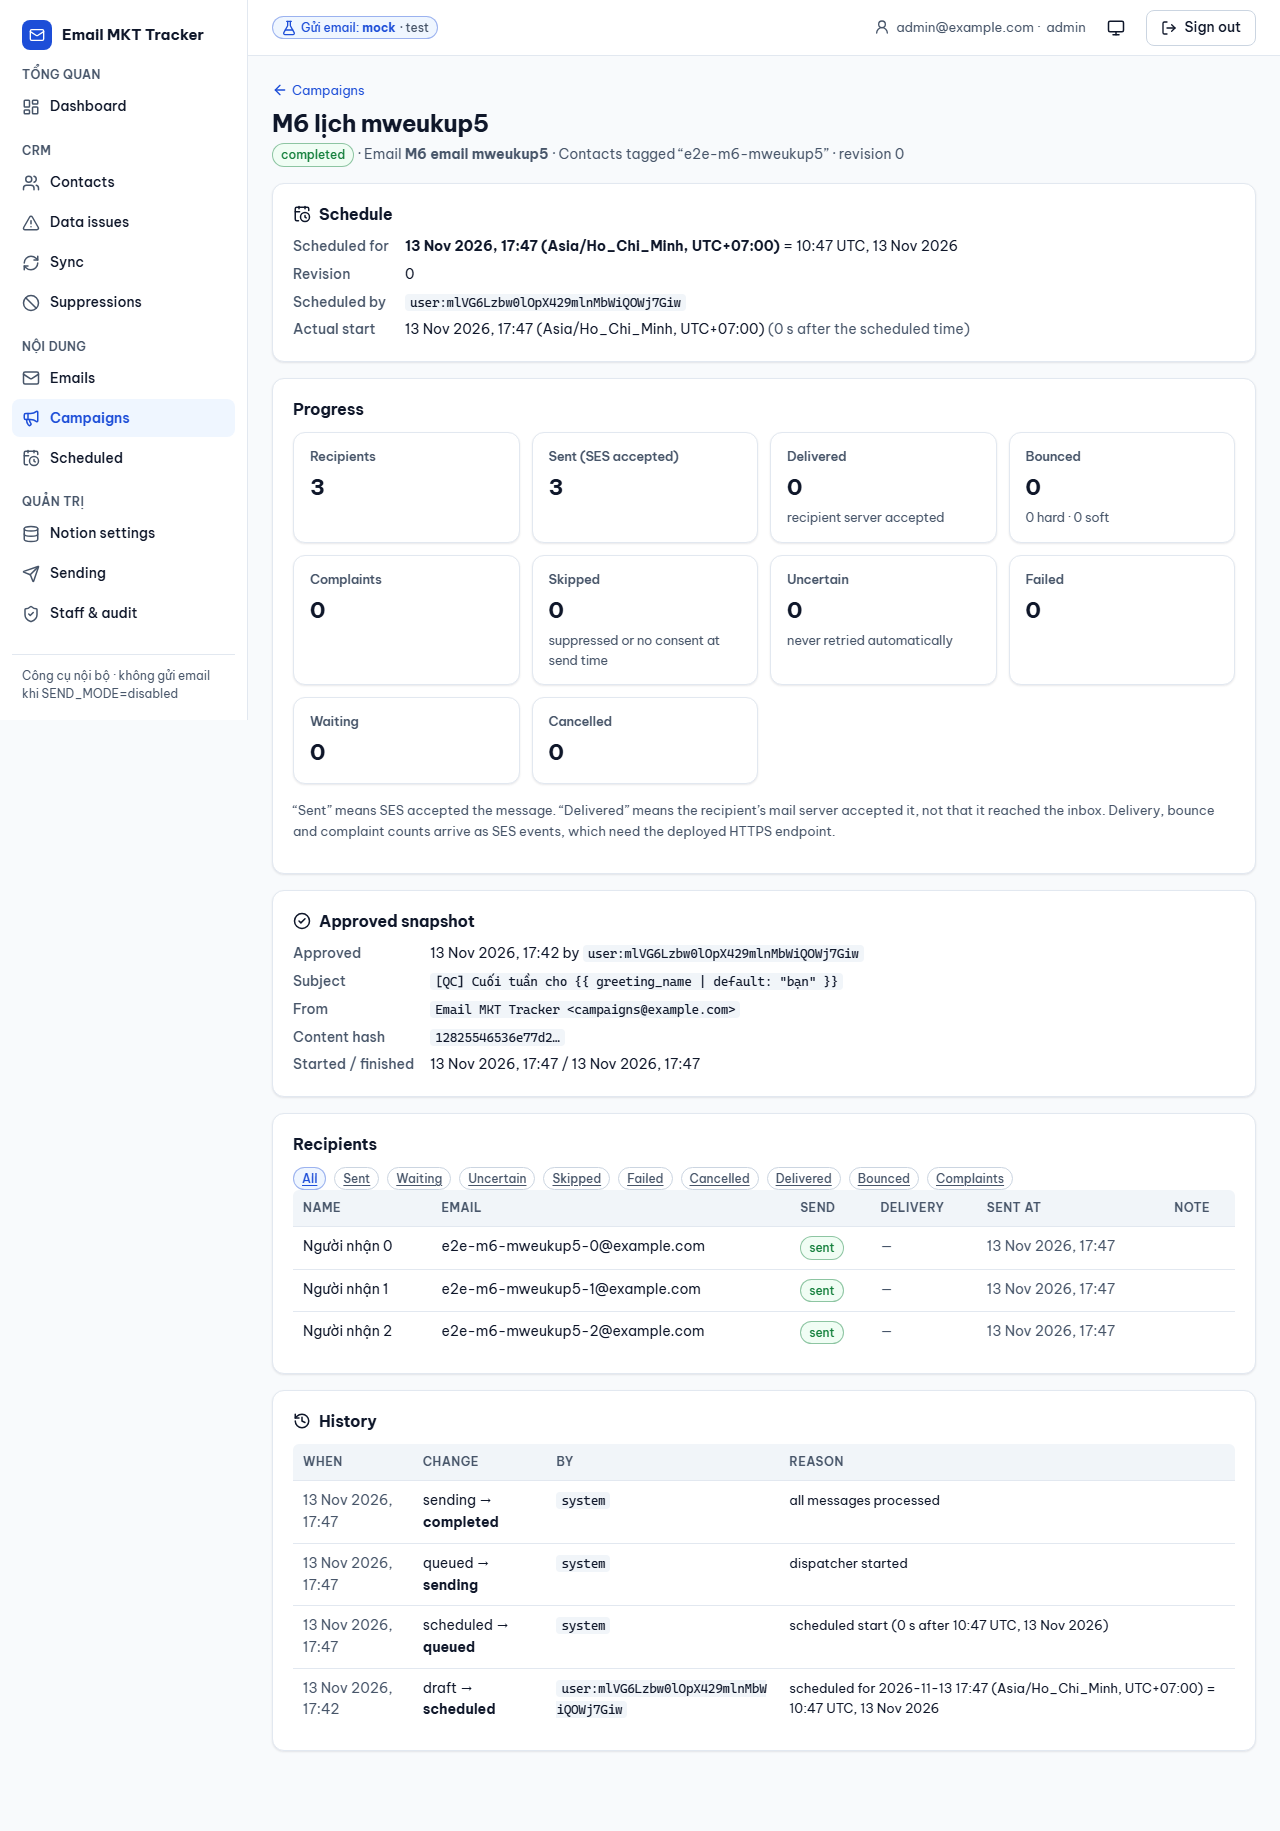 Email MKT Tracker
TỔNG QUAN
Dashboard
CRM
Contacts
Data issues
Sync
Suppressions
NỘI DUNG
Emails
Campaigns
Scheduled
QUẢN TRỊ
Notion settings
Sending
Staff & audit
Công cụ nội bộ · không gửi email
khi SEND_MODE=disabled
Gửi email: mock · test
admin@example.com · admin
Sign out
Campaigns
M6 lịch mweukup5
completed · Email M6 email mweukup5 · Contacts tagged “e2e-m6-mweukup5” · revision 0
Schedule
Scheduled for 13 Nov 2026, 17:47 (Asia/Ho_Chi_Minh, UTC+07:00) = 10:47 UTC, 13 Nov 2026
Revision 0
Scheduled by user:mlVG6Lzbw0lOpX429mlnMbWiQOWj7Giw
Actual start 13 Nov 2026, 17:47 (Asia/Ho_Chi_Minh, UTC+07:00) (0 s after the scheduled time)
Progress
Recipients
3
Sent (SES accepted)
3
Delivered
0
recipient server accepted
Bounced
0
0 hard · 0 soft
Complaints
0
Skipped
0
suppressed or no consent at
send time
Uncertain
0
never retried automatically
Failed
0
Waiting
0
Cancelled
0
“Sent” means SES accepted the message. “Delivered” means the recipient’s mail server accepted it, not that it reached the inbox. Delivery, bounce
and complaint counts arrive as SES events, which need the deployed HTTPS endpoint.
Approved snapshot
Approved 13 Nov 2026, 17:42 by user:mlVG6Lzbw0lOpX429mlnMbWiQOWj7Giw
Subject [QC] Cuối tuần cho {{ greeting_name | default: "bạn" }}
From Email MKT Tracker <campaigns@example.com>
Content hash 12825546536e77d2…
Started / finished 13 Nov 2026, 17:47 / 13 Nov 2026, 17:47
Recipients
All Sent Waiting Uncertain Skipped Failed Cancelled Delivered Bounced Complaints
NAME EMAIL SEND DELIVERY SENT AT NOTE
Người nhận 0 e2e-m6-mweukup5-0@example.com sent — 13 Nov 2026, 17:47
Người nhận 1 e2e-m6-mweukup5-1@example.com sent — 13 Nov 2026, 17:47
Người nhận 2 e2e-m6-mweukup5-2@example.com sent — 13 Nov 2026, 17:47
History
WHEN CHANGE BY REASON
13 Nov 2026, sending → system all messages processed
17:47 completed
13 Nov 2026, queued → system dispatcher started
17:47 sending
13 Nov 2026, scheduled → system scheduled start (0 s after 10:47 UTC, 13 Nov 2026)
17:47 queued
13 Nov 2026, draft → user:mlVG6Lzbw0lOpX429mlnMbW scheduled for 2026-11-13 17:47 (Asia/Ho_Chi_Minh, UTC+07:00) =
17:42 scheduled iQOWj7Giw 10:47 UTC, 13 Nov 2026